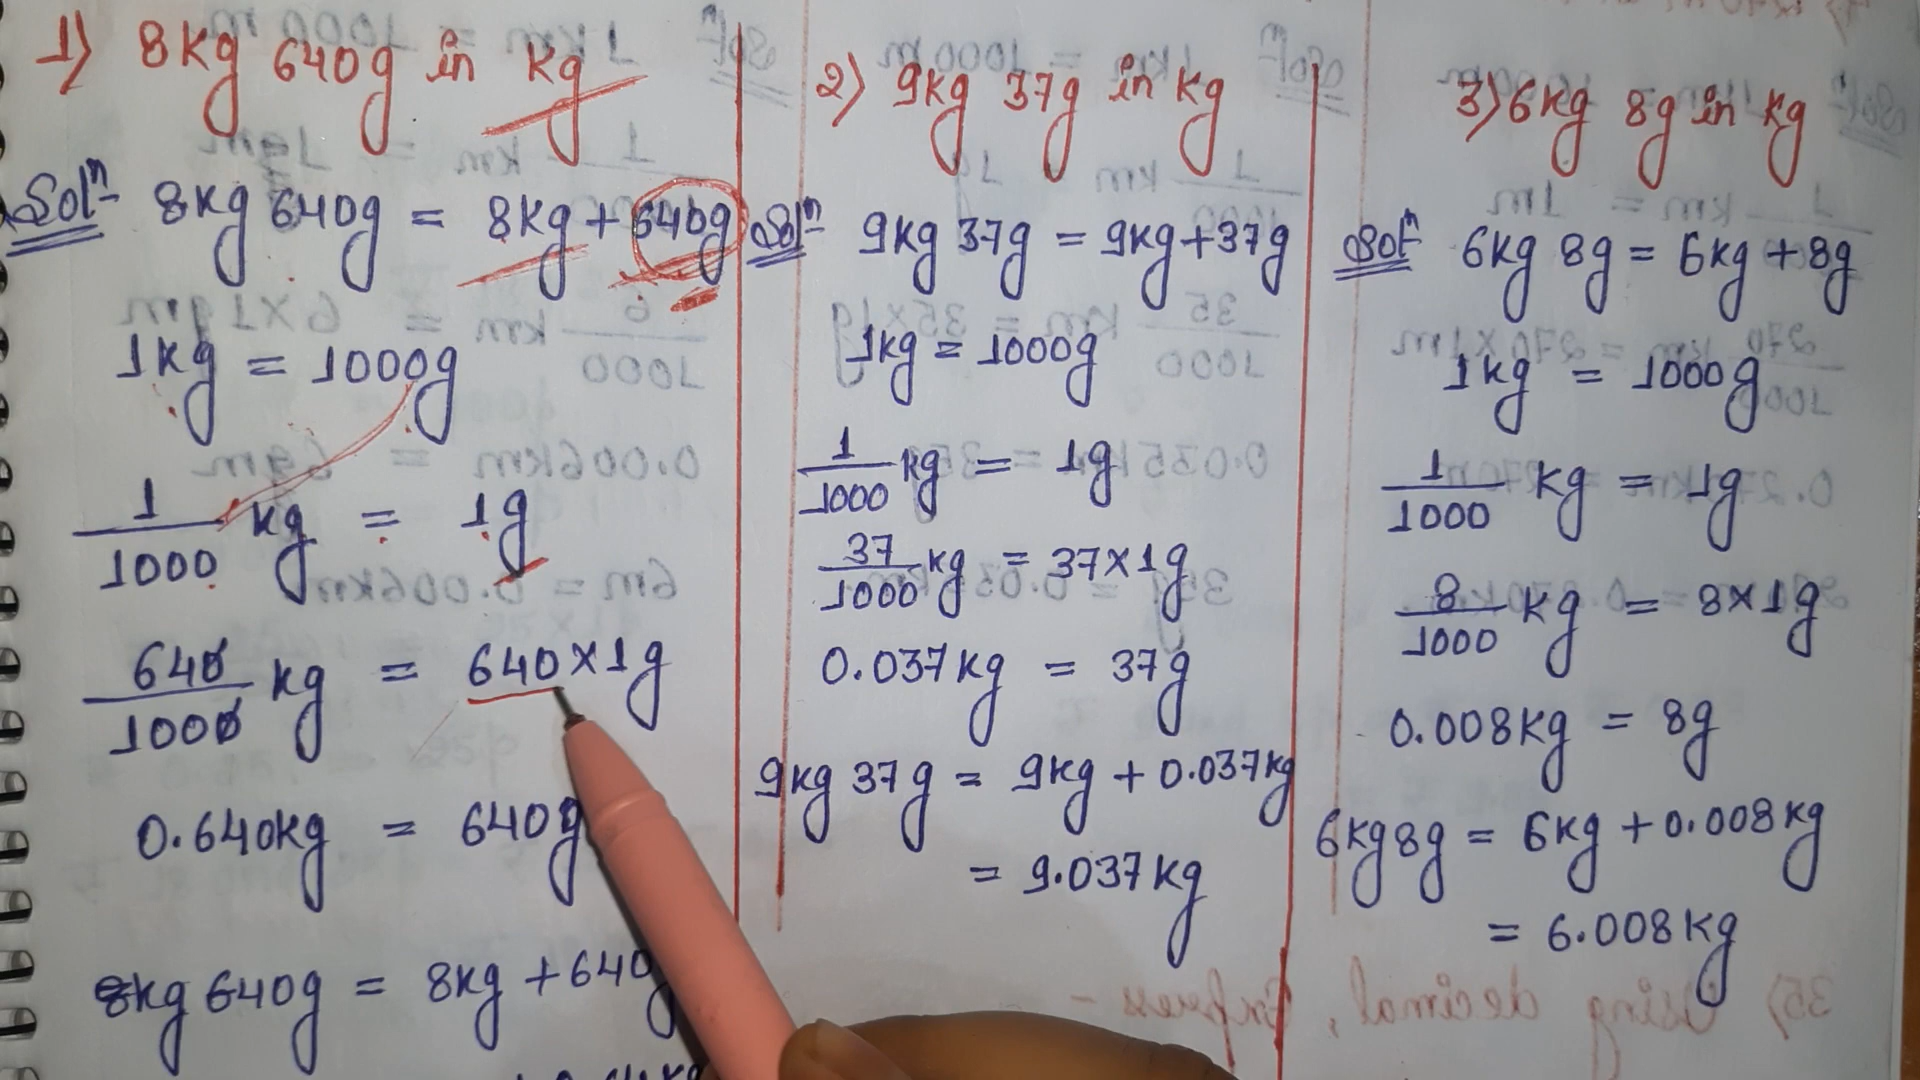 1) 8kg 640g in kg
Solⁿ- 8kg 640g = 8kg + 640g
1kg = 1000g
1/1000 kg = 1g
640/1000 kg = 640×1g
0.640kg = 640g
8kg 640g = 8kg + 640g
2) 9kg 37g in kg
Solⁿ- 9kg 37g = 9kg+37g
1kg = 1000g
1/1000 kg = 1g
37/1000 kg = 37×1g
0.037kg = 37g
9kg 37g = 9kg + 0.037kg
= 9.037kg
3) 6kg 8g in kg
Solⁿ 6kg 8g = 6kg + 8g
1kg = 1000g
1/1000 kg = 1g
8/1000 kg = 8×1g
0.008kg = 8g
6kg8g = 6kg + 0.008kg
= 6.008kg